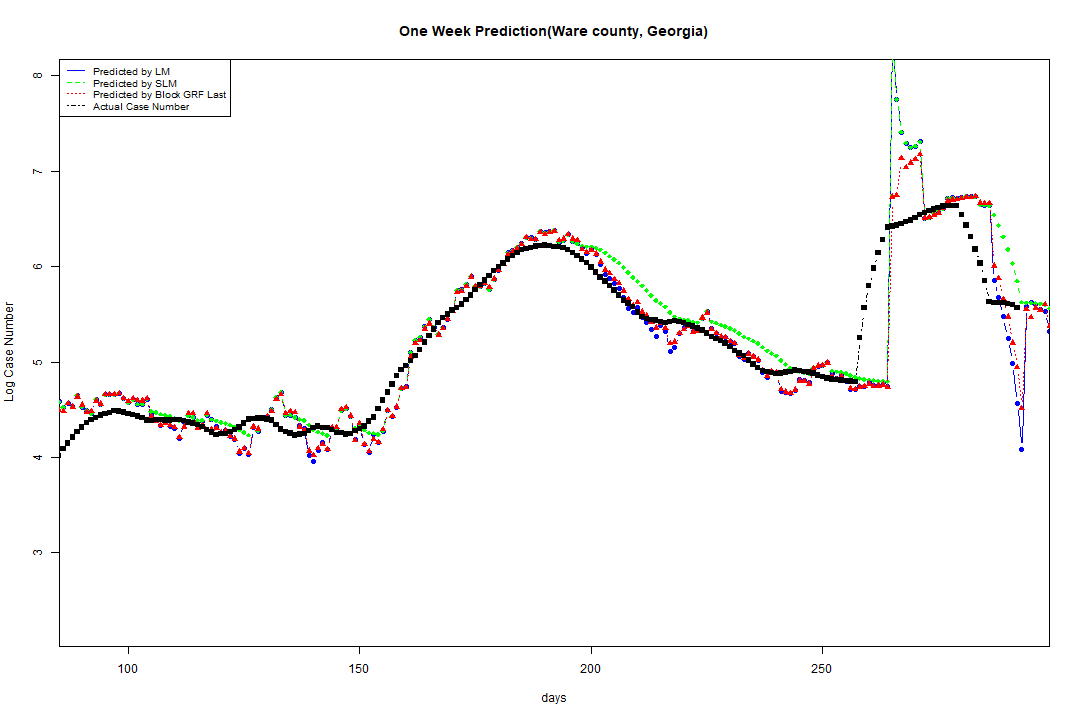 One Week Prediction(Ware county, Georgia)
Predicted by LM
Predicted by SLM
Predicted by Block GRF Last
Actual Case Number
8
7
6
5
4
3
Log Case Number
100 150 200 250
days